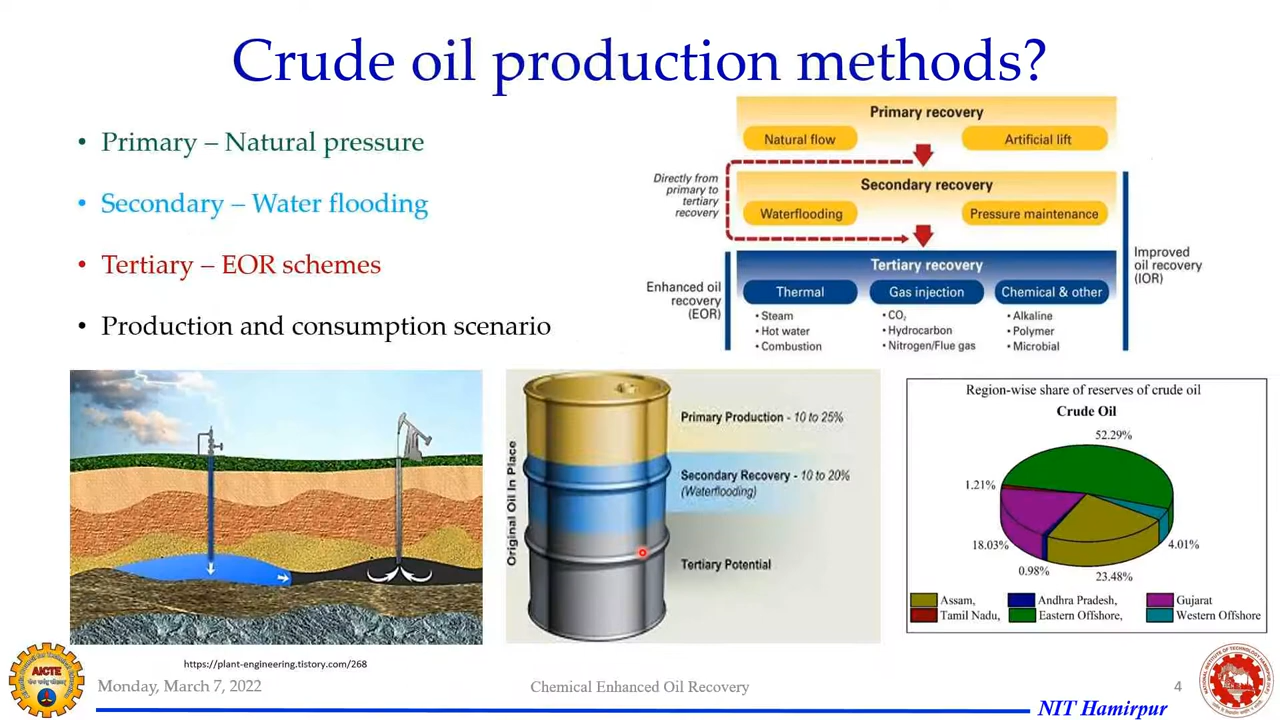 Crude oil production methods?
• Primary – Natural pressure
• Secondary – Water flooding
• Tertiary – EOR schemes
• Production and consumption scenario
Primary recovery
Natural flow
Artificial lift
Directly from
primary to
tertiary
recovery
Secondary recovery
Waterflooding
Pressure maintenance
Improved
oil recovery
(IOR)
Enhanced oil
recovery
(EOR)
Tertiary recovery
Thermal
Gas injection
Chemical & other
• Steam
• Hot water
• Combustion
• CO₂
• Hydrocarbon
• Nitrogen/Flue gas
• Alkaline
• Polymer
• Microbial
Original Oil In Place
Primary Production - 10 to 25%
Secondary Recovery - 10 to 20%
(Waterflooding)
Tertiary Potential
Region-wise share of reserves of crude oil
Crude Oil
52.29%
1.21%
18.03%
4.01%
0.98%
23.48%
Assam,
Andhra Pradesh,
Gujarat
Tamil Nadu,
Eastern Offshore,
Western Offshore
https://plant-engineering.tistory.com/268
AICTE
Monday, March 7, 2022
Chemical Enhanced Oil Recovery
4
NIT Hamirpur